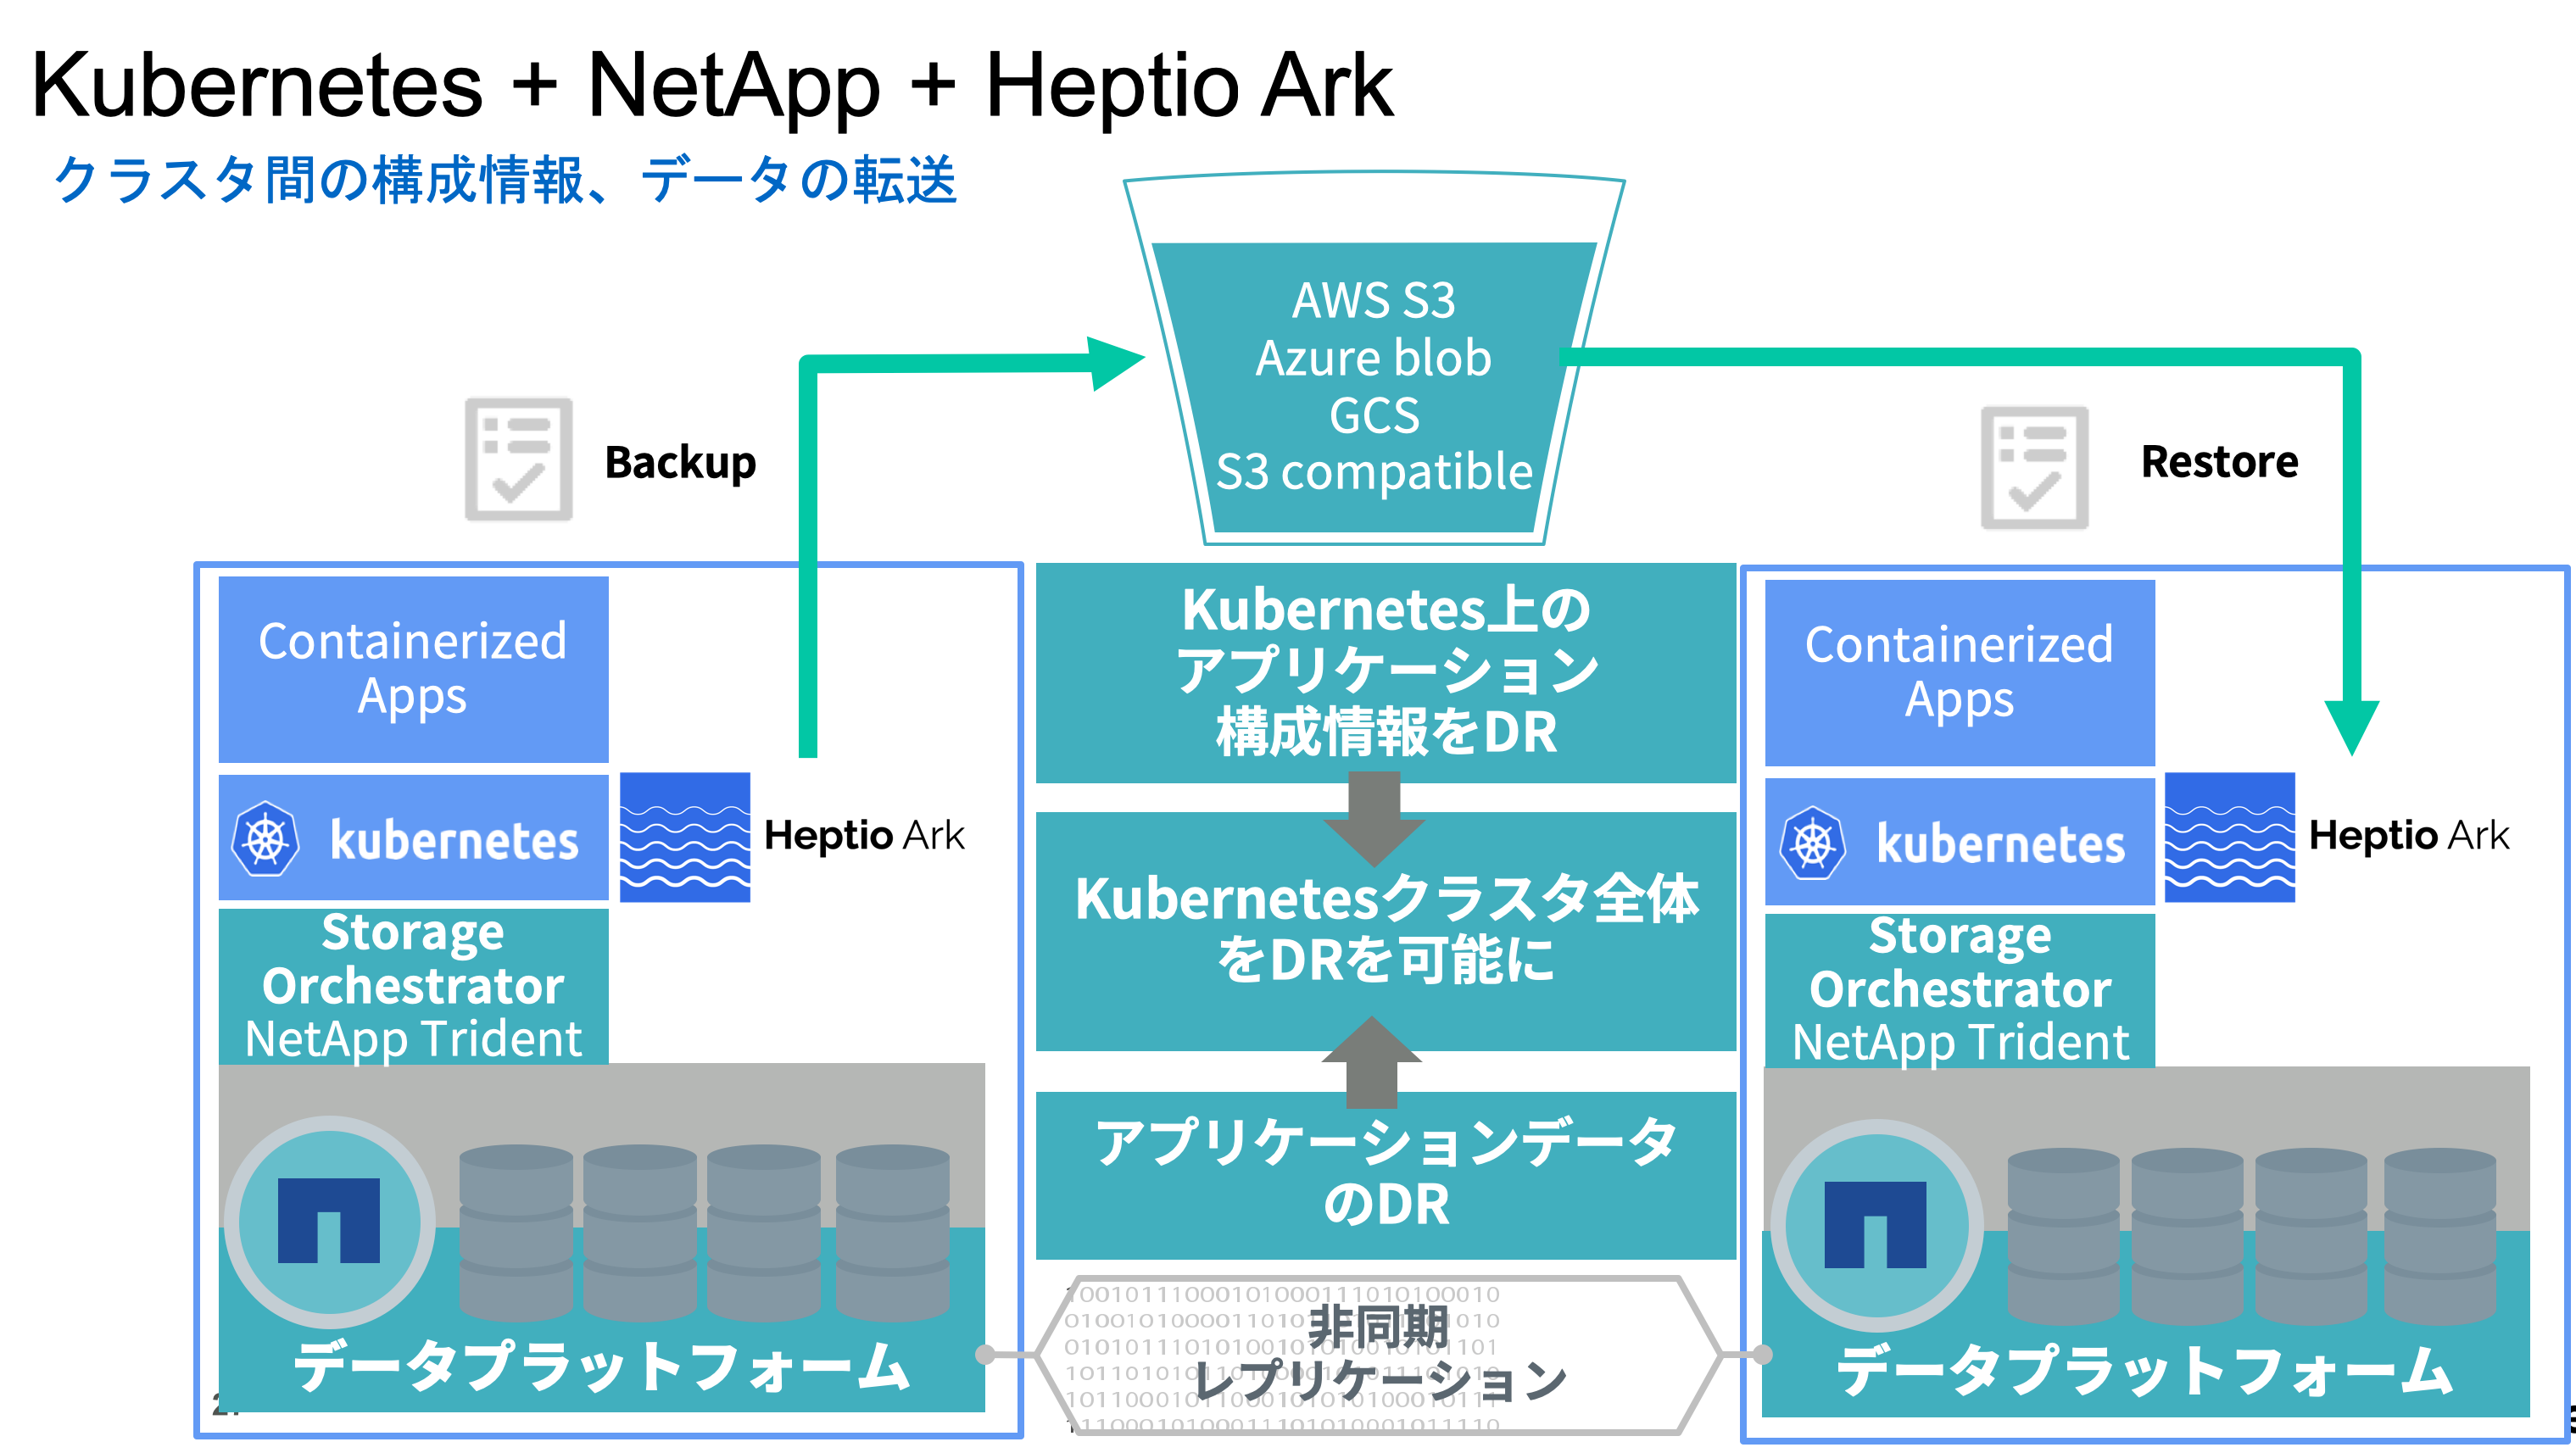 Kubernetes + NetApp + Heptio Ark
クラスタ間の構成情報、データの転送
AWS S3
Azure blob
GCS
S3 compatible
Backup
Restore
Containerized
Apps
kubernetes
Heptio Ark
Storage
Orchestrator
NetApp Trident
データプラットフォーム
Kubernetes上の
アプリケーション
構成情報をDR
Kubernetesクラスタ全体
をDRを可能に
アプリケーションデータ
のDR
非同期
レプリケーション
Containerized
Apps
kubernetes
Heptio Ark
Storage
Orchestrator
NetApp Trident
データプラットフォーム